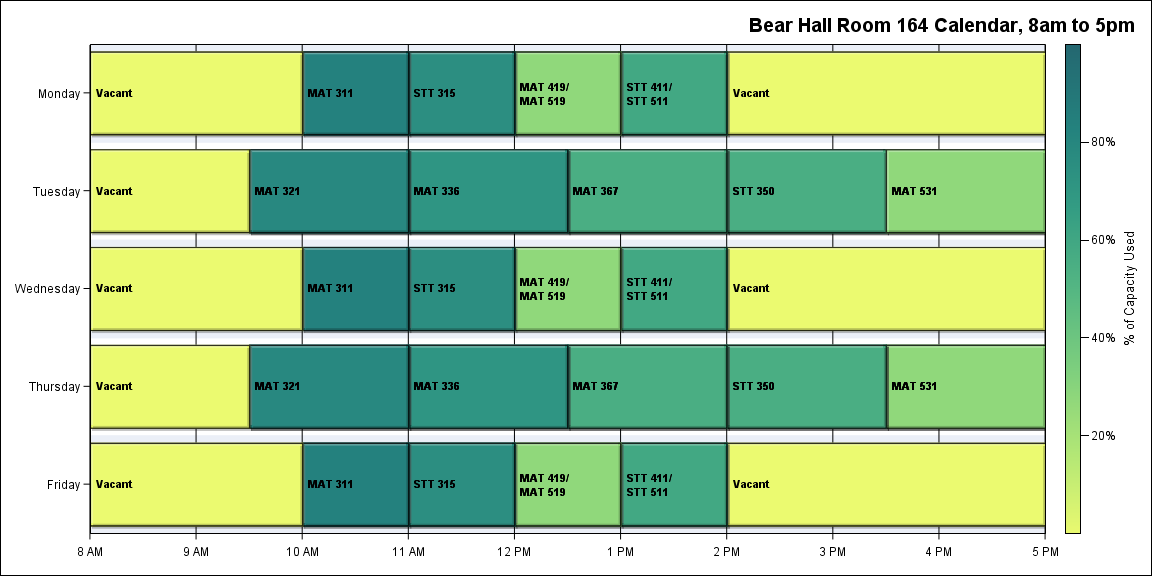 Bear Hall Room 164 Calendar, 8am to 5pm
Monday
Vacant
MAT 311
STT 315
MAT 419/
MAT 519
STT 411/
STT 511
Vacant
Tuesday
Vacant
MAT 321
MAT 336
MAT 367
STT 350
MAT 531
Wednesday
Vacant
MAT 311
STT 315
MAT 419/
MAT 519
STT 411/
STT 511
Vacant
Thursday
Vacant
MAT 321
MAT 336
MAT 367
STT 350
MAT 531
Friday
Vacant
MAT 311
STT 315
MAT 419/
MAT 519
STT 411/
STT 511
Vacant
8 AM
9 AM
10 AM
11 AM
12 PM
1 PM
2 PM
3 PM
4 PM
5 PM
80%
60%
40%
20%
% of Capacity Used